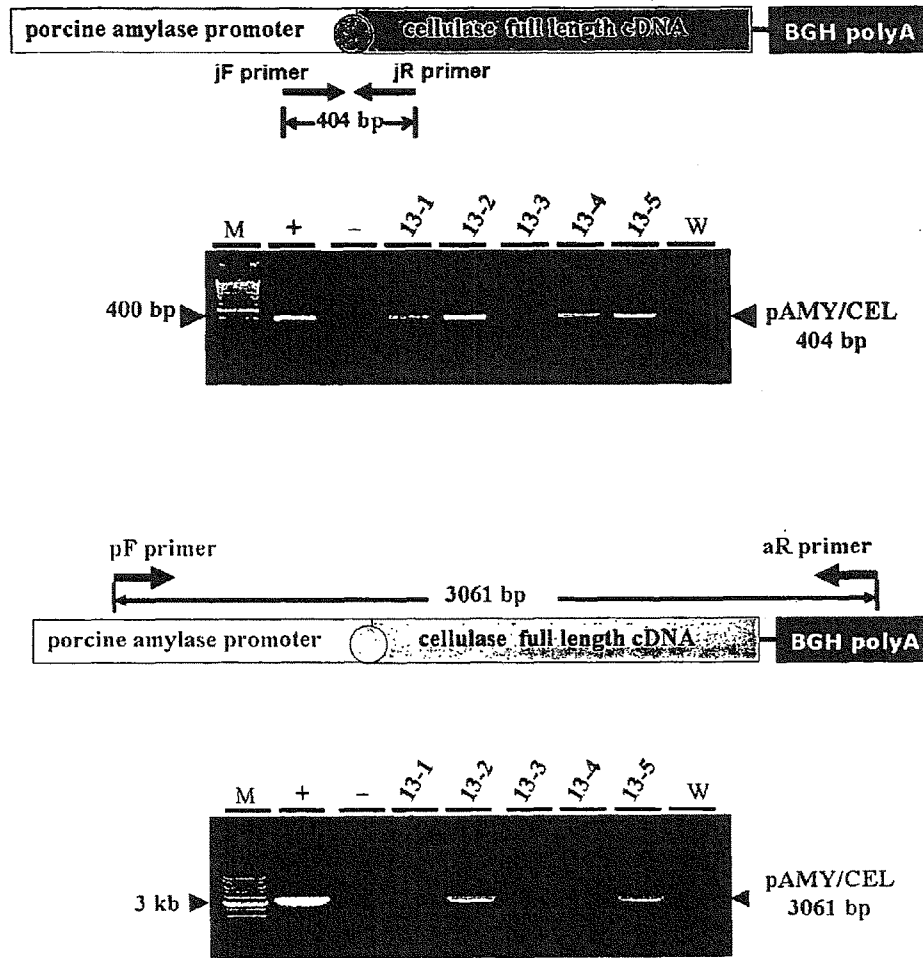 porcine amylase promoter cellulase full length cDNA BGH polyA
jF primer jR primer
404 bp
M + – 13-1 13-2 13-3 13-4 13-5 W
400 bp pAMY/CEL
404 bp
pF primer aR primer
3061 bp
porcine amylase promoter cellulase full length cDNA BGH polyA
M + – 13-1 13-2 13-3 13-4 13-5 W
3 kb pAMY/CEL
3061 bp